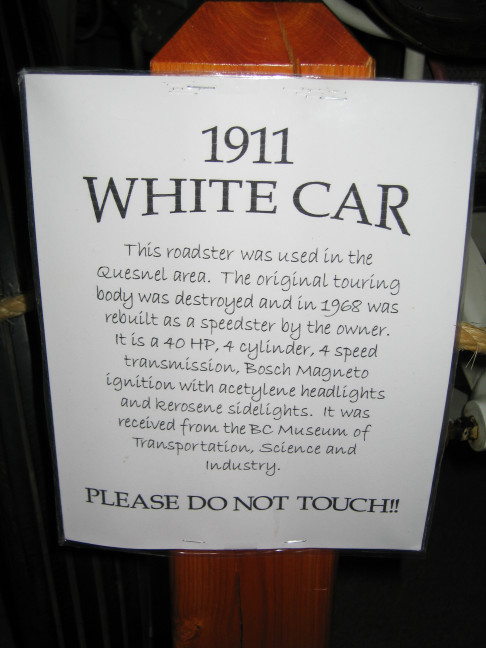 1911
WHITE CAR
This roadster was used in the
Quesnel area. The original touring
body was destroyed and in 1968 was
rebuilt as a speedster by the owner.
It is a 40 HP, 4 cylinder, 4 speed
transmission, Bosch Magneto
ignition with acetylene headlights
and kerosene sidelights. It was
received from the BC Museum of
Transportation, Science and
Industry.
PLEASE DO NOT TOUCH!!